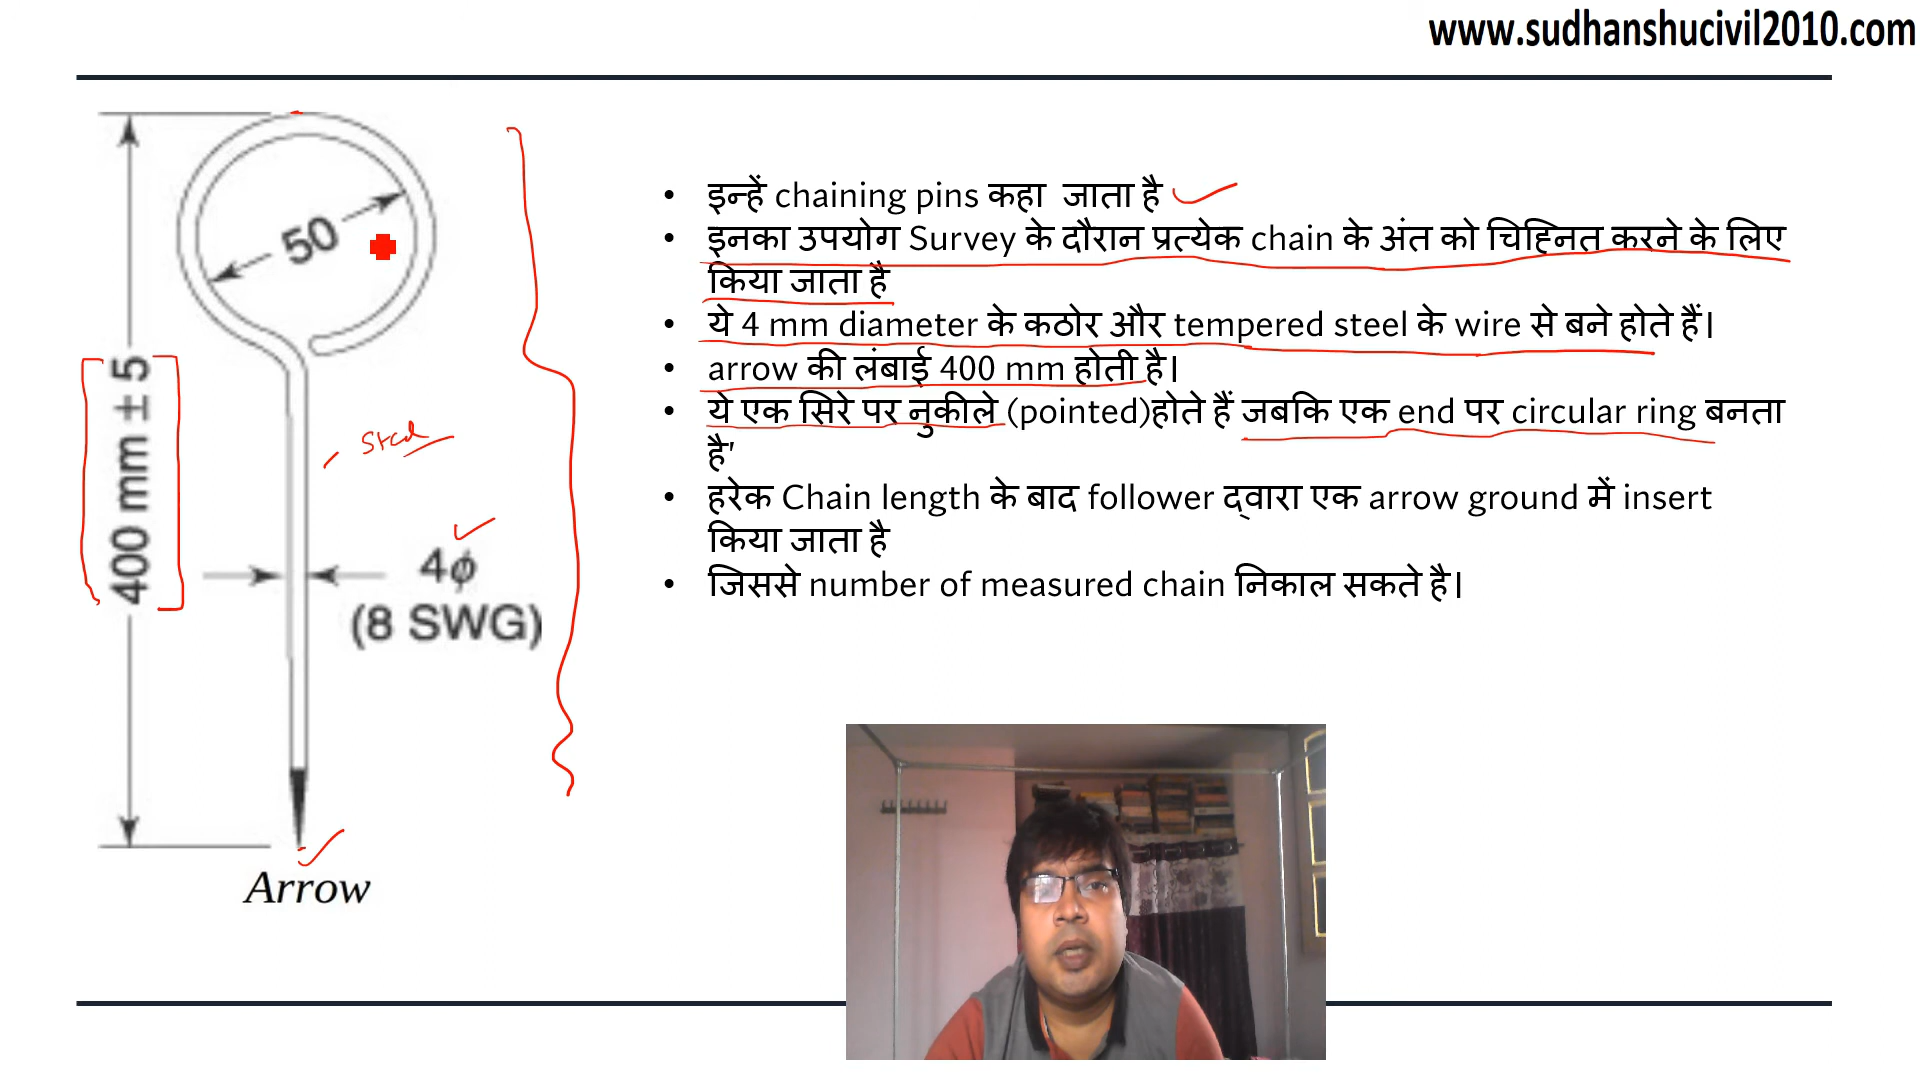 www.sudhanshucivil2010.com
50
400 mm ± 5
4ϕ
(8 SWG)
Arrow
• इन्हें chaining pins कहा जाता है
• इनका उपयोग Survey के दौरान प्रत्येक chain के अंत को चिह्नित करने के लिए
किया जाता है
• ये 4 mm diameter के कठोर और tempered steel के wire से बने होते हैं।
• arrow की लंबाई 400 mm होती है।
• ये एक सिरे पर नुकीले (pointed)होते हैं जबकि एक end पर circular ring बनता
है'
• हरेक Chain length के बाद follower द्वारा एक arrow ground में insert
किया जाता है
• जिससे number of measured chain निकाल सकते है।